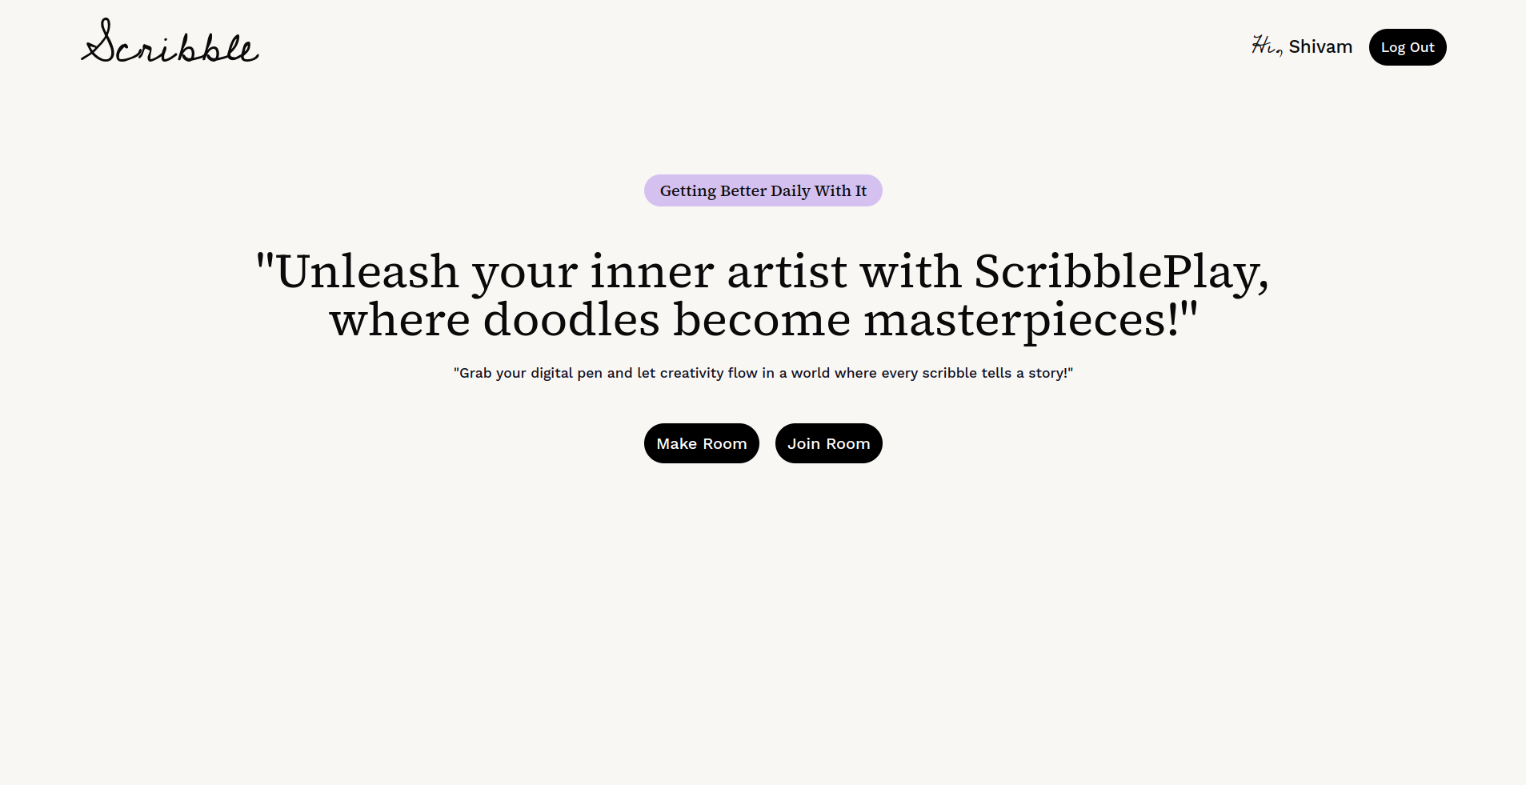 Scribble
Hi, Shivam
Log Out
Getting Better Daily With It
"Unleash your inner artist with ScribblePlay,
where doodles become masterpieces!"
"Grab your digital pen and let creativity flow in a world where every scribble tells a story!"
Make Room
Join Room